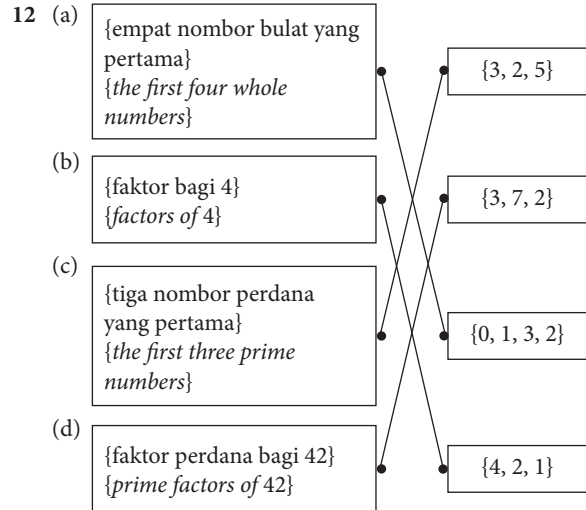 12 (a)
{empat nombor bulat yang
pertama}
{the first four whole
numbers}
{3, 2, 5}
(b)
{faktor bagi 4}
{factors of 4}
{3, 7, 2}
(c)
{tiga nombor perdana
yang pertama}
{the first three prime
numbers}
{0, 1, 3, 2}
(d)
{faktor perdana bagi 42}
{prime factors of 42}
{4, 2, 1}